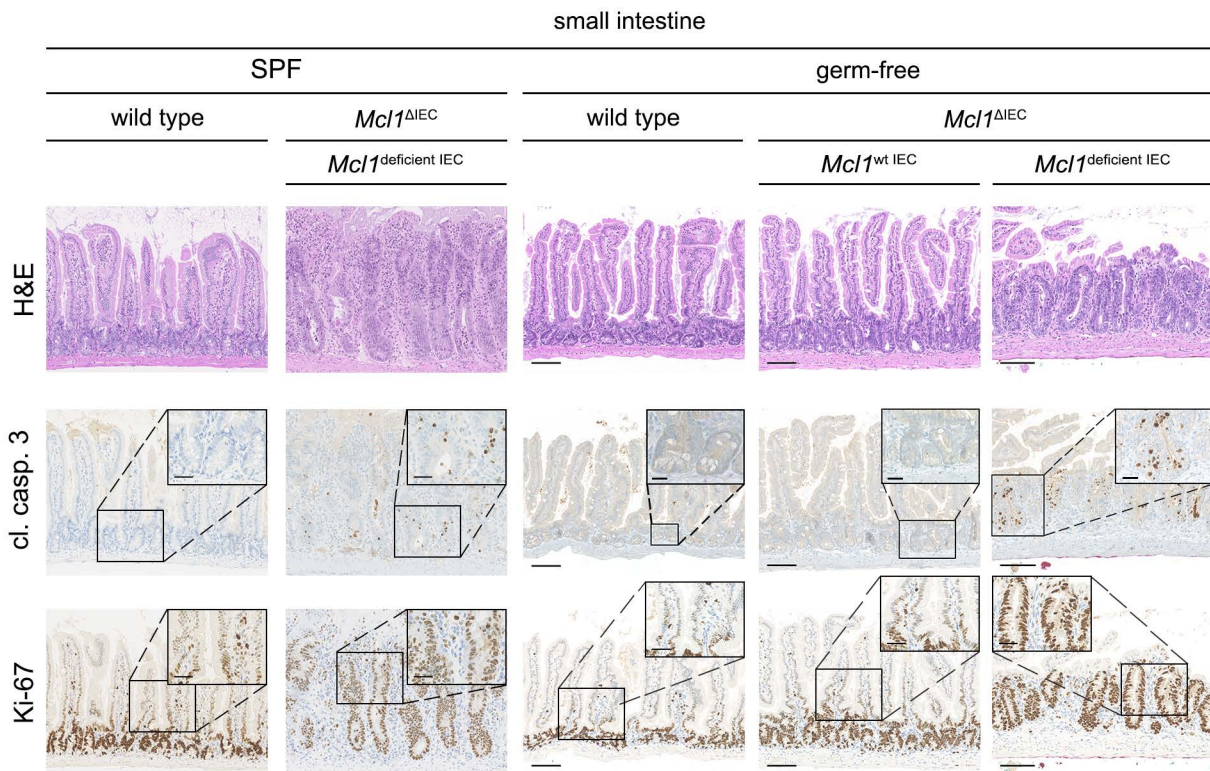 small intestine
SPF
germ-free
wild type
Mcl1ΔIEC
wild type
Mcl1ΔIEC
Mcl1deficient IEC
Mcl1wt IEC
Mcl1deficient IEC
H&E
cl. casp. 3
Ki-67